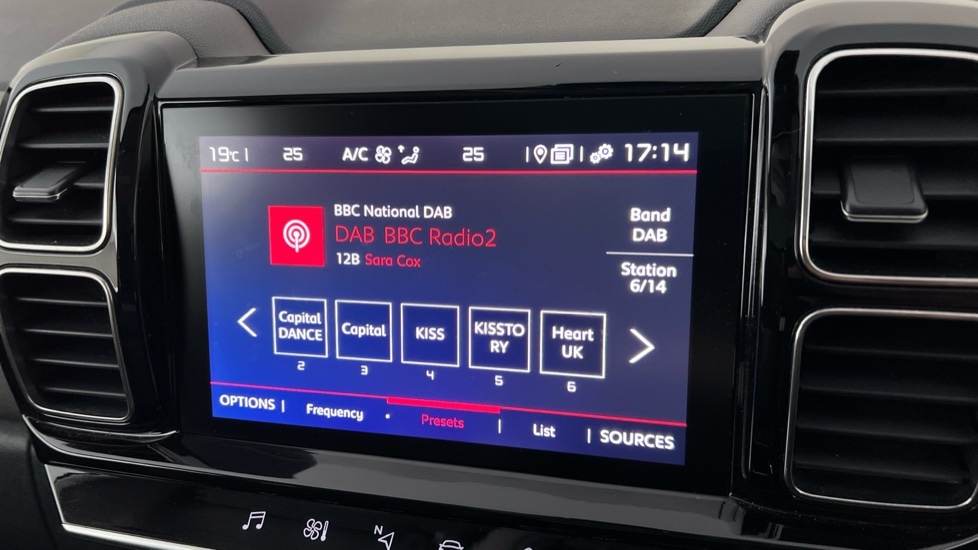 19°C 25 A/C 25 17:14
BBC National DAB
DAB BBC Radio2
12B Sara Cox
Band
DAB
Station
6/14
Capital
DANCE
2
Capital
3
KISS
4
KISSTO
RY
5
Heart
UK
6
OPTIONS Frequency Presets List SOURCES
N